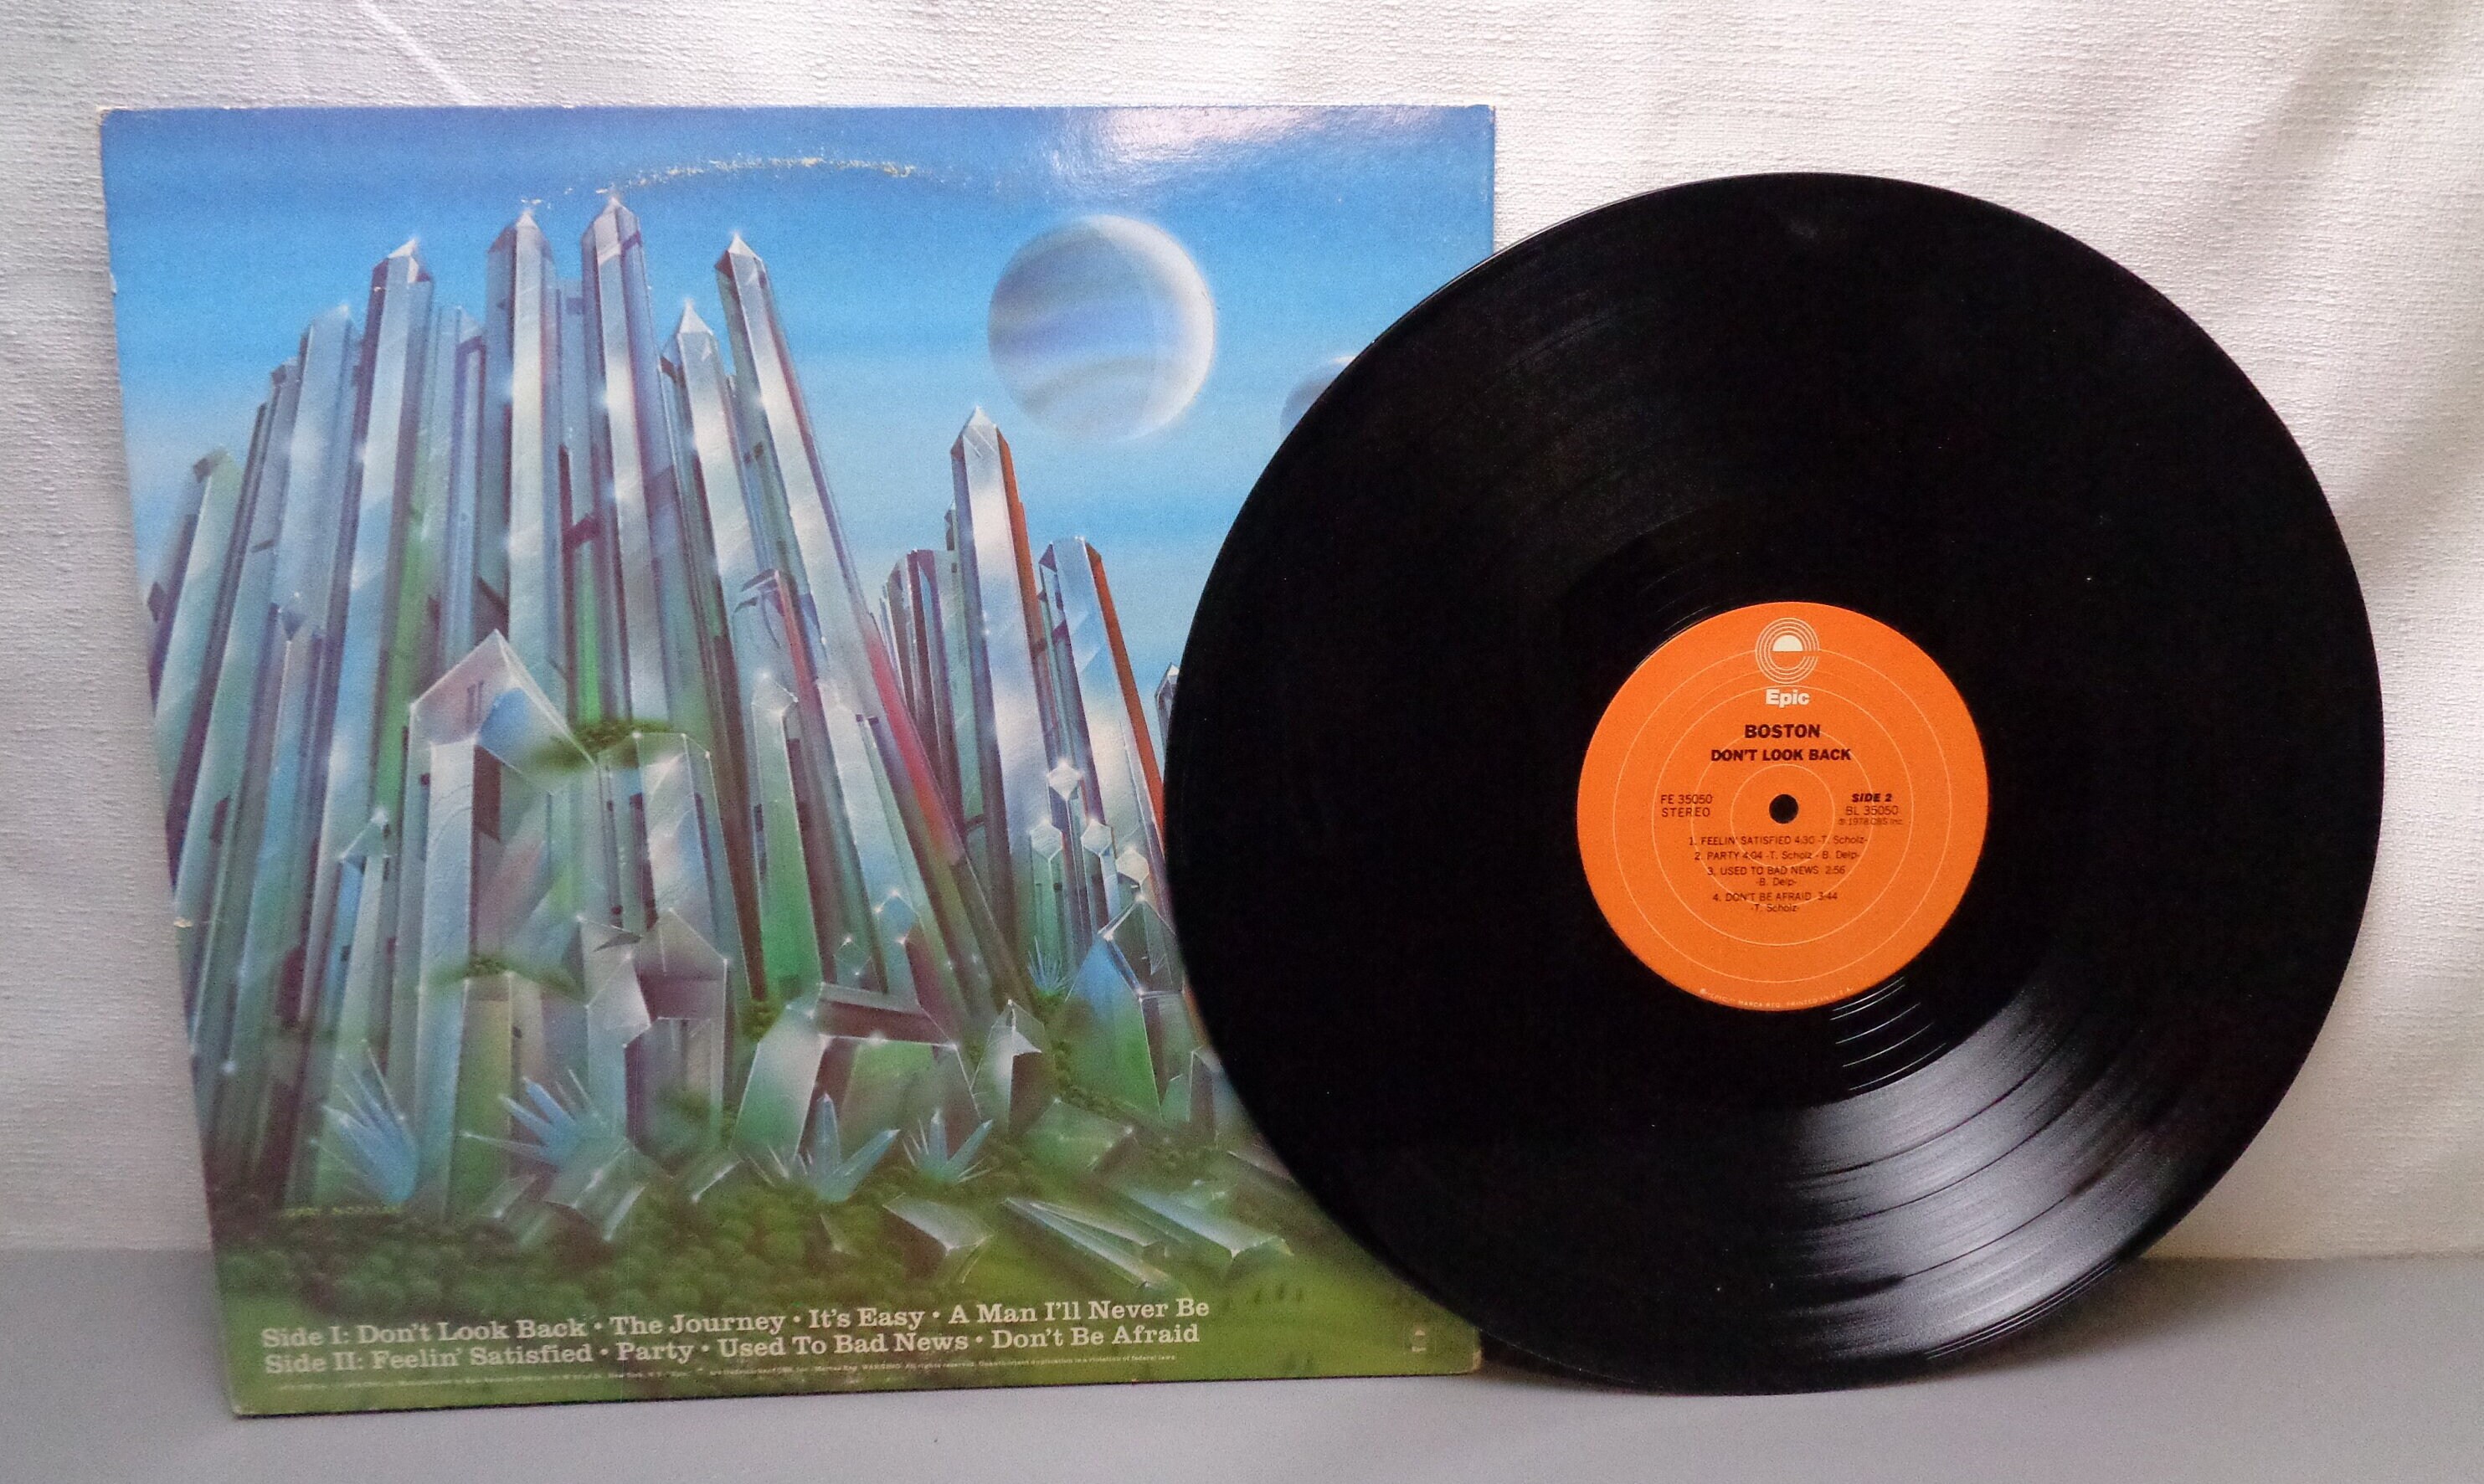 Side I: Don't Look Back • The Journey • It's Easy • A Man I'll Never Be
Side II: Feelin' Satisfied • Party • Used To Bad News • Don't Be Afraid
Epic
BOSTON
DON'T LOOK BACK
FE 35050
STEREO
SIDE 2
BL 35050
℗ 1978 CBS Inc.
1. FEELIN' SATISFIED 4:30 -T. Scholz-
2. PARTY 4:04 -T. Scholz - B. Delp-
3. USED TO BAD NEWS 2:56
-B. Delp-
4. DON'T BE AFRAID 3:44
-T. Scholz-